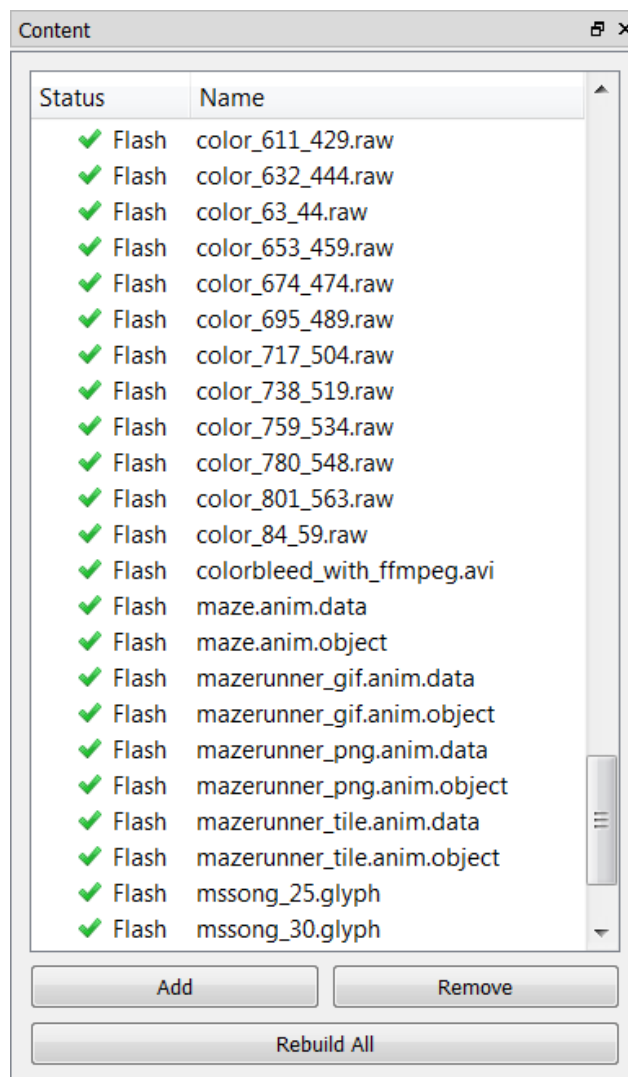 Content
Status Name
Flash color_611_429.raw
Flash color_632_444.raw
Flash color_63_44.raw
Flash color_653_459.raw
Flash color_674_474.raw
Flash color_695_489.raw
Flash color_717_504.raw
Flash color_738_519.raw
Flash color_759_534.raw
Flash color_780_548.raw
Flash color_801_563.raw
Flash color_84_59.raw
Flash colorbleed_with_ffmpeg.avi
Flash maze.anim.data
Flash maze.anim.object
Flash mazerunner_gif.anim.data
Flash mazerunner_gif.anim.object
Flash mazerunner_png.anim.data
Flash mazerunner_png.anim.object
Flash mazerunner_tile.anim.data
Flash mazerunner_tile.anim.object
Flash mssong_25.glyph
Flash mssong_30.glyph
Add Remove
Rebuild All